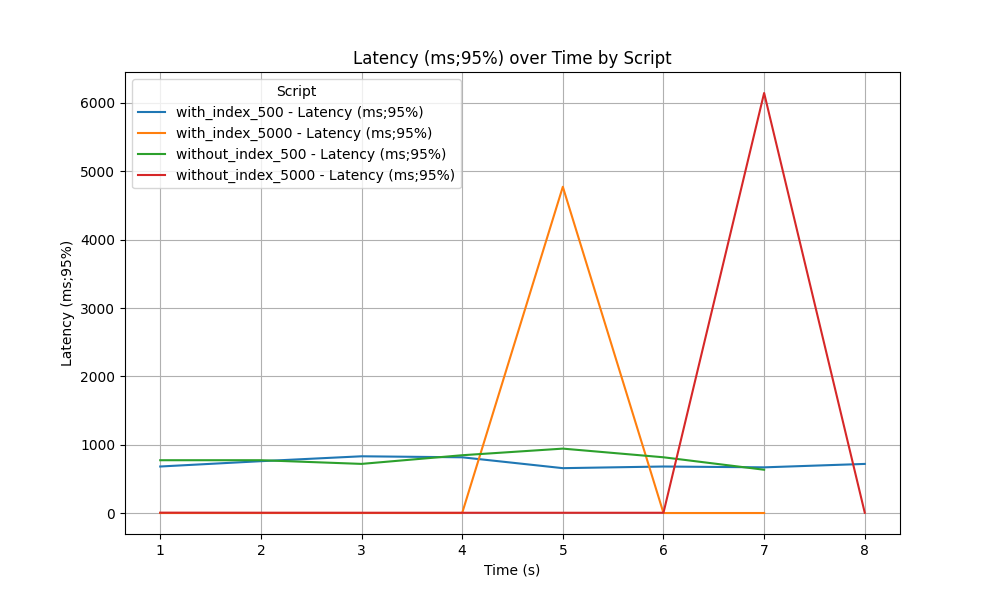 Latency (ms;95%) over Time by Script
Script
with_index_500 - Latency (ms;95%)
with_index_5000 - Latency (ms;95%)
without_index_500 - Latency (ms;95%)
without_index_5000 - Latency (ms;95%)
Latency (ms;95%)
6000
5000
4000
3000
2000
1000
0
1 2 3 4 5 6 7 8
Time (s)